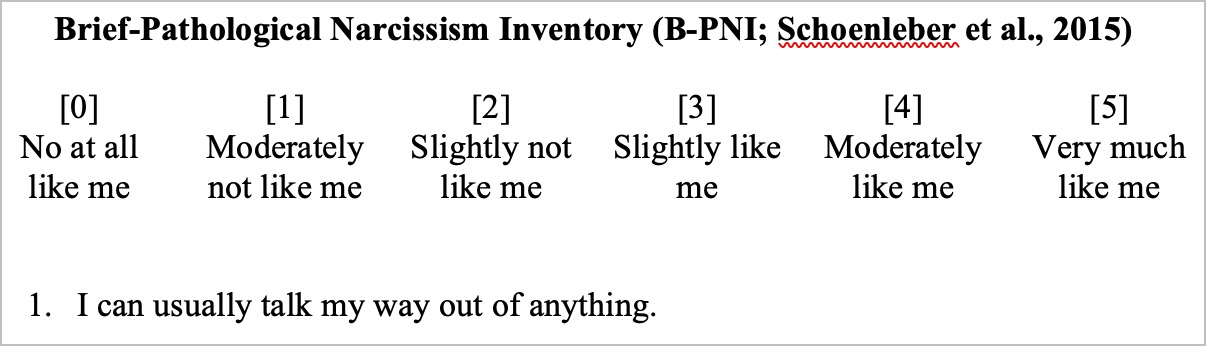 Brief-Pathological Narcissism Inventory (B-PNI; Schoenleber et al., 2015)
[0] [1] [2] [3] [4] [5]
No at all Moderately Slightly not Slightly like Moderately Very much
like me not like me like me me like me like me
1. I can usually talk my way out of anything.